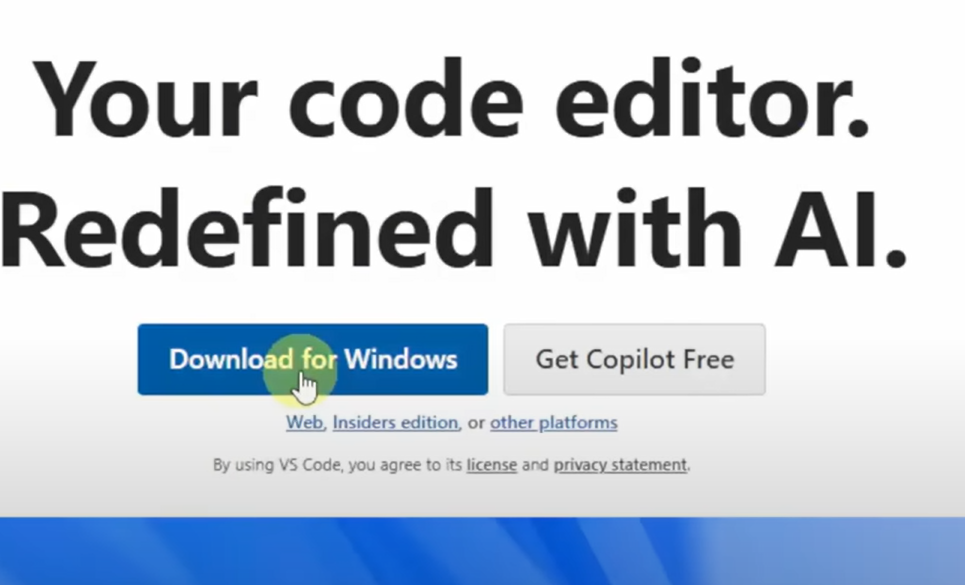 Your code editor.
Redefined with AI.
Download for Windows
Get Copilot Free
Web, Insiders edition, or other platforms
By using VS Code, you agree to its license and privacy statement.